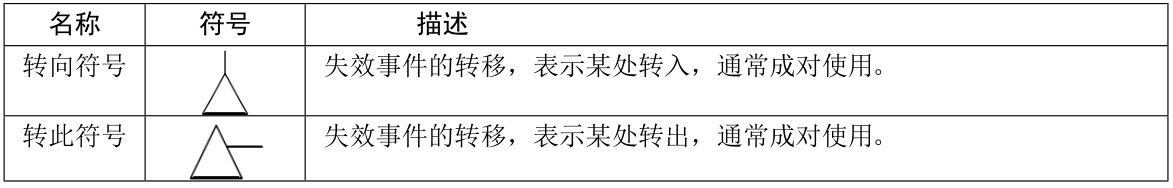 名称 符号 描述
转向符号 失效事件的转移，表示某处转入，通常成对使用。
转此符号 失效事件的转移，表示某处转出，通常成对使用。